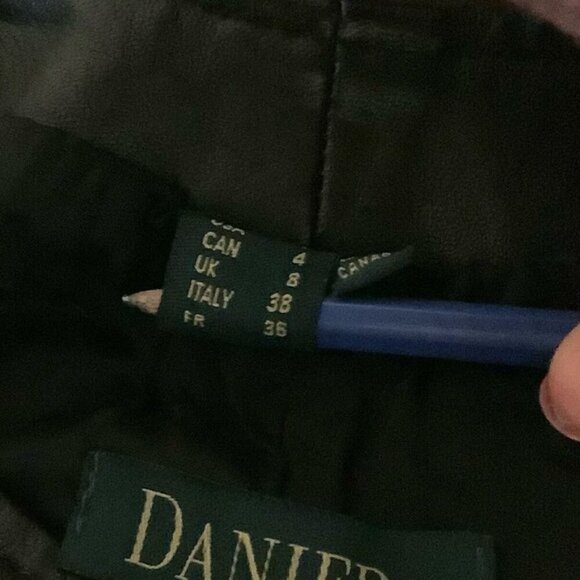 CAN 4
UK 8
ITALY 38
FR 36
DANIER